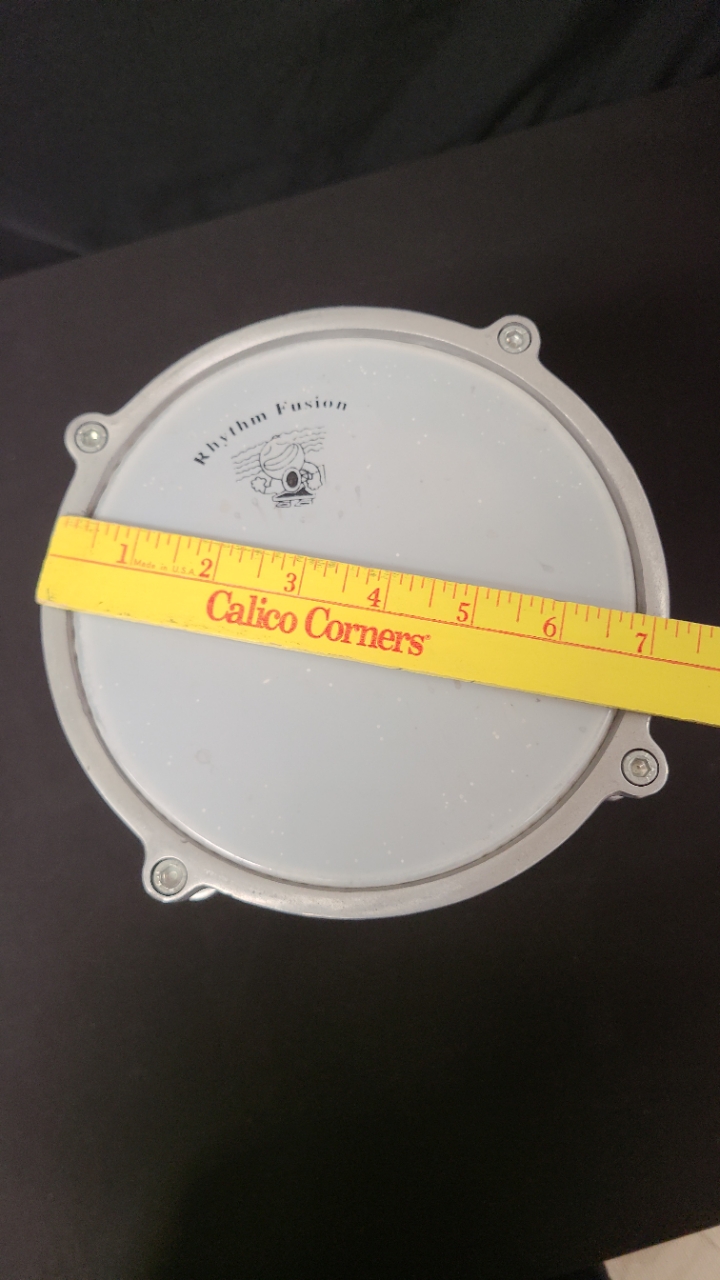 Rhythm Fusion
1 2 3 4 5 6 7
Made in U.S.A.
Calico Corners